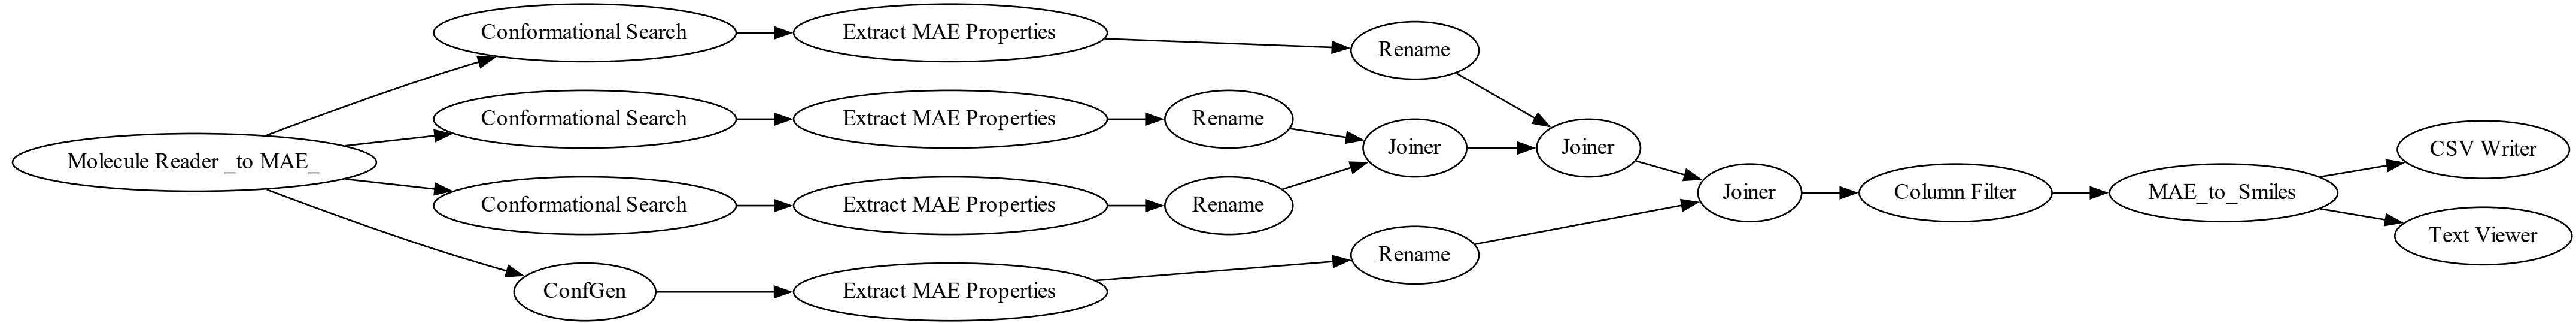 Molecule Reader _to MAE_
Conformational Search
Extract MAE Properties
Rename
Conformational Search
Extract MAE Properties
Rename
Conformational Search
Extract MAE Properties
Rename
ConfGen
Extract MAE Properties
Rename
Joiner
Joiner
Joiner
Column Filter
MAE_to_Smiles
CSV Writer
Text Viewer